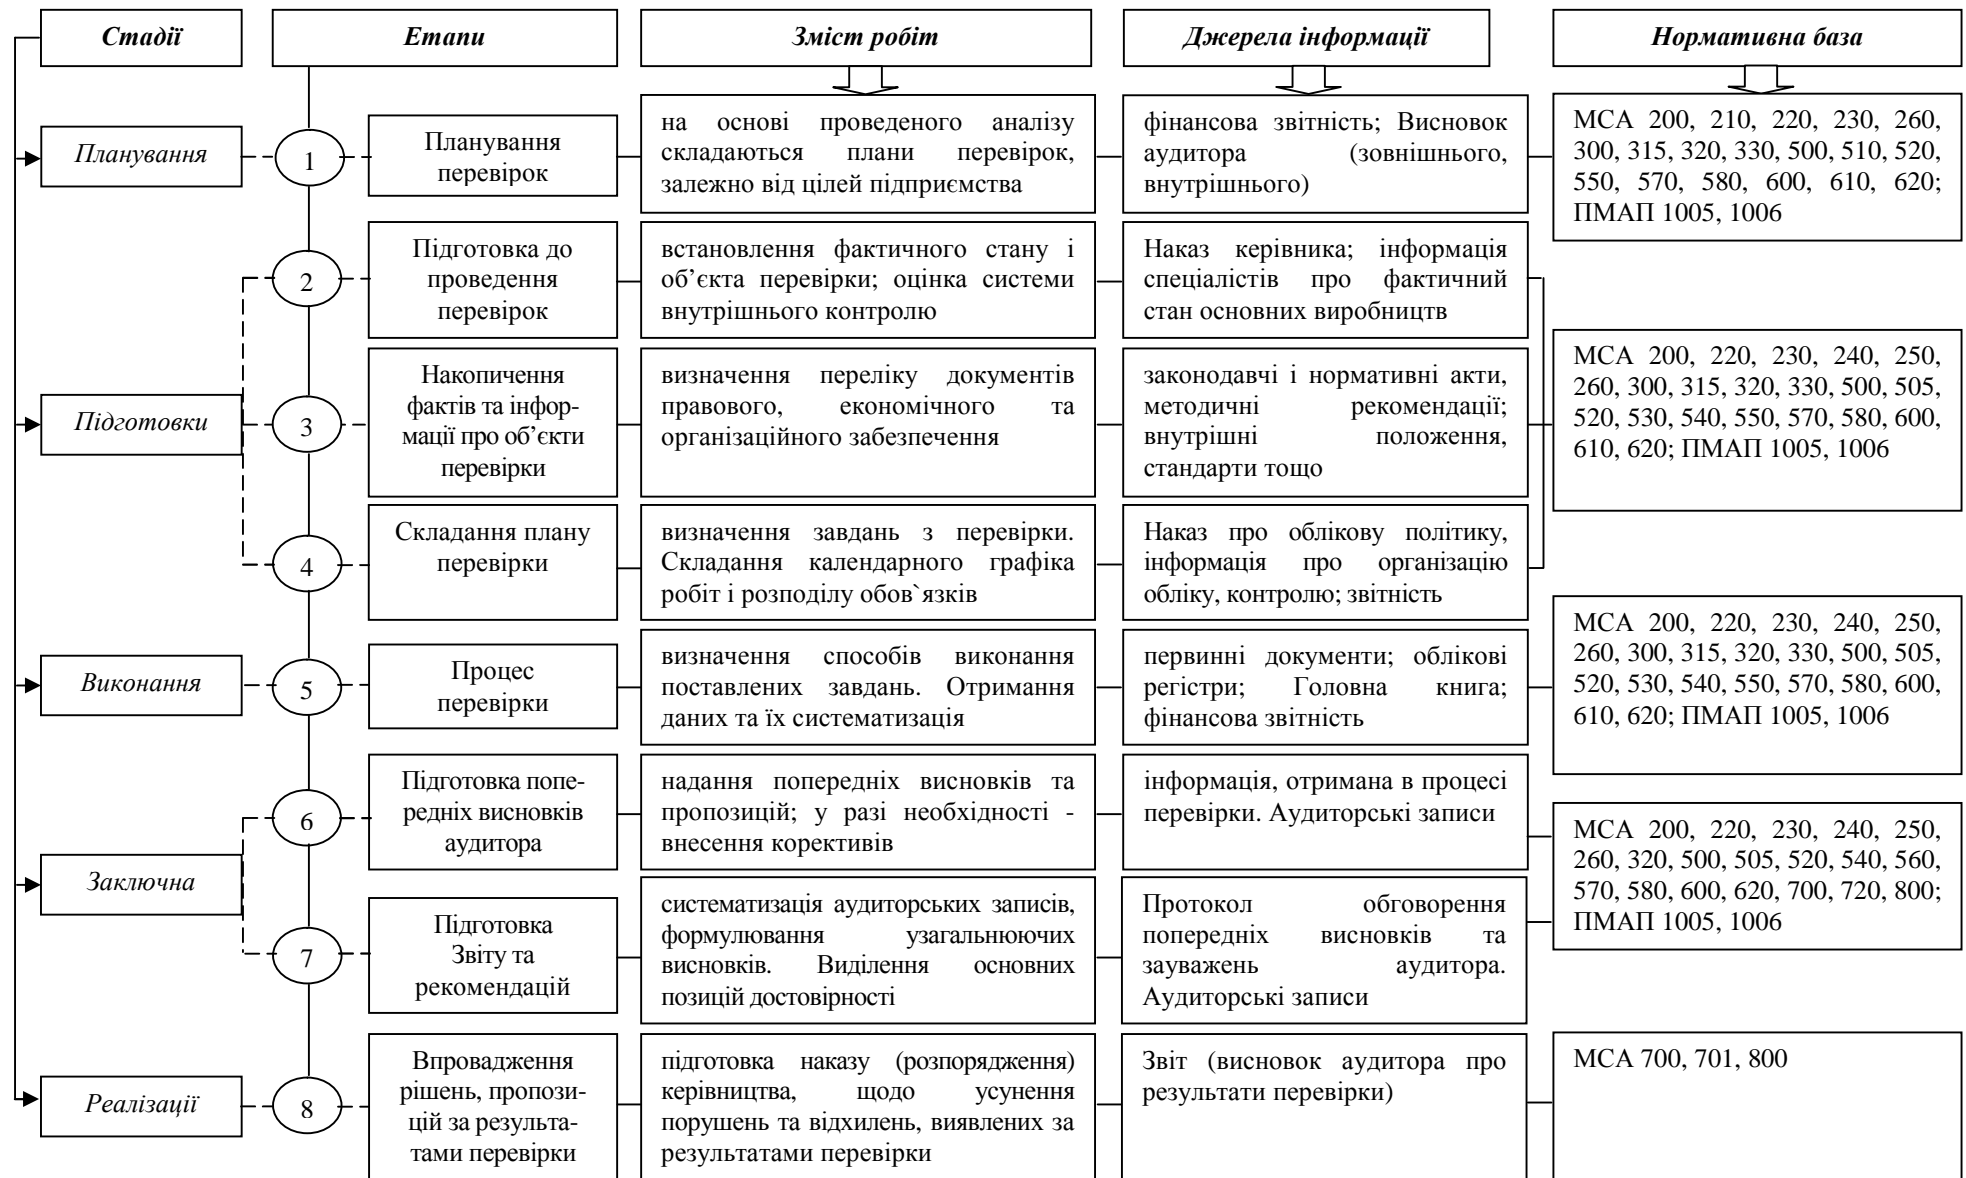 Стадії
Етапи
Зміст робіт
Джерела інформації
Нормативна база
Планування
1
Планування
перевірок
на основі проведеного аналізу
складаються плани перевірок,
залежно від цілей підприємства
фінансова звітність; Висновок
аудитора (зовнішнього,
внутрішнього)
МСА 200, 210, 220, 230, 260,
300, 315, 320, 330, 500, 510, 520,
550, 570, 580, 600, 610, 620;
ПМАП 1005, 1006
Підготовки
2
Підготовка до
проведення
перевірок
встановлення фактичного стану і
об’єкта перевірки; оцінка системи
внутрішнього контролю
Наказ керівника; інформація
спеціалістів про фактичний
стан основних виробництв
3
Накопичення
фактів та інфор-
мації про об’єкти
перевірки
визначення переліку документів
правового, економічного та
організаційного забезпечення
законодавчі і нормативні акти,
методичні рекомендації;
внутрішні положення,
стандарти тощо
МСА 200, 220, 230, 240, 250,
260, 300, 315, 320, 330, 500, 505,
520, 530, 540, 550, 570, 580, 600,
610, 620; ПМАП 1005, 1006
4
Складання плану
перевірки
визначення завдань з перевірки.
Складання календарного графіка
робіт і розподілу обов`язків
Наказ про облікову політику,
інформація про організацію
обліку, контролю; звітність
Виконання
5
Процес
перевірки
визначення способів виконання
поставлених завдань. Отримання
даних та їх систематизація
первинні документи; облікові
регістри; Головна книга;
фінансова звітність
МСА 200, 220, 230, 240, 250,
260, 300, 315, 320, 330, 500, 505,
520, 530, 540, 550, 570, 580, 600,
610, 620; ПМАП 1005, 1006
Заключна
6
Підготовка попе-
редніх висновків
аудитора
надання попередніх висновків та
пропозицій; у разі необхідності -
внесення корективів
інформація, отримана в процесі
перевірки. Аудиторські записи
МСА 200, 220, 230, 240, 250,
260, 320, 500, 505, 520, 540, 560,
570, 580, 600, 620, 700, 720, 800;
ПМАП 1005, 1006
7
Підготовка
Звіту та
рекомендацій
систематизація аудиторських записів,
формулювання узагальнюючих
висновків. Виділення основних
позицій достовірності
Протокол обговорення
попередніх висновків та
зауважень аудитора.
Аудиторські записи
Реалізації
8
Впровадження
рішень, пропози-
цій за результа-
тами перевірки
підготовка наказу (розпорядження)
керівництва, щодо усунення
порушень та відхилень, виявлених за
результатами перевірки
Звіт (висновок аудитора про
результати перевірки)
МСА 700, 701, 800